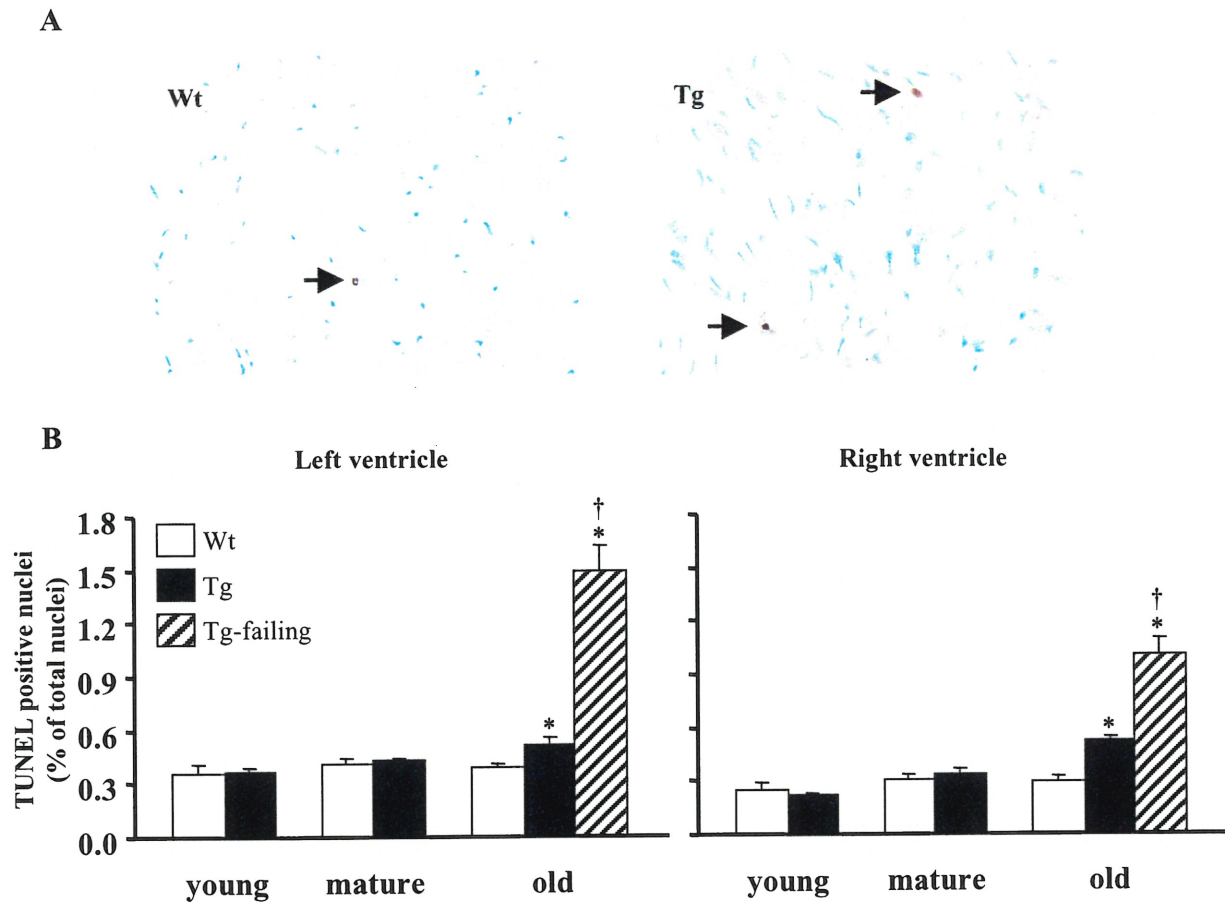 A
Wt
Tg
B
Left ventricle
Right ventricle
TUNEL positive nuclei
(% of total nuclei)
1.8
1.5
1.2
0.9
0.6
0.3
0.0
Wt
Tg
Tg-failing
*
†
*
*
†
*
young
mature
old
young
mature
old